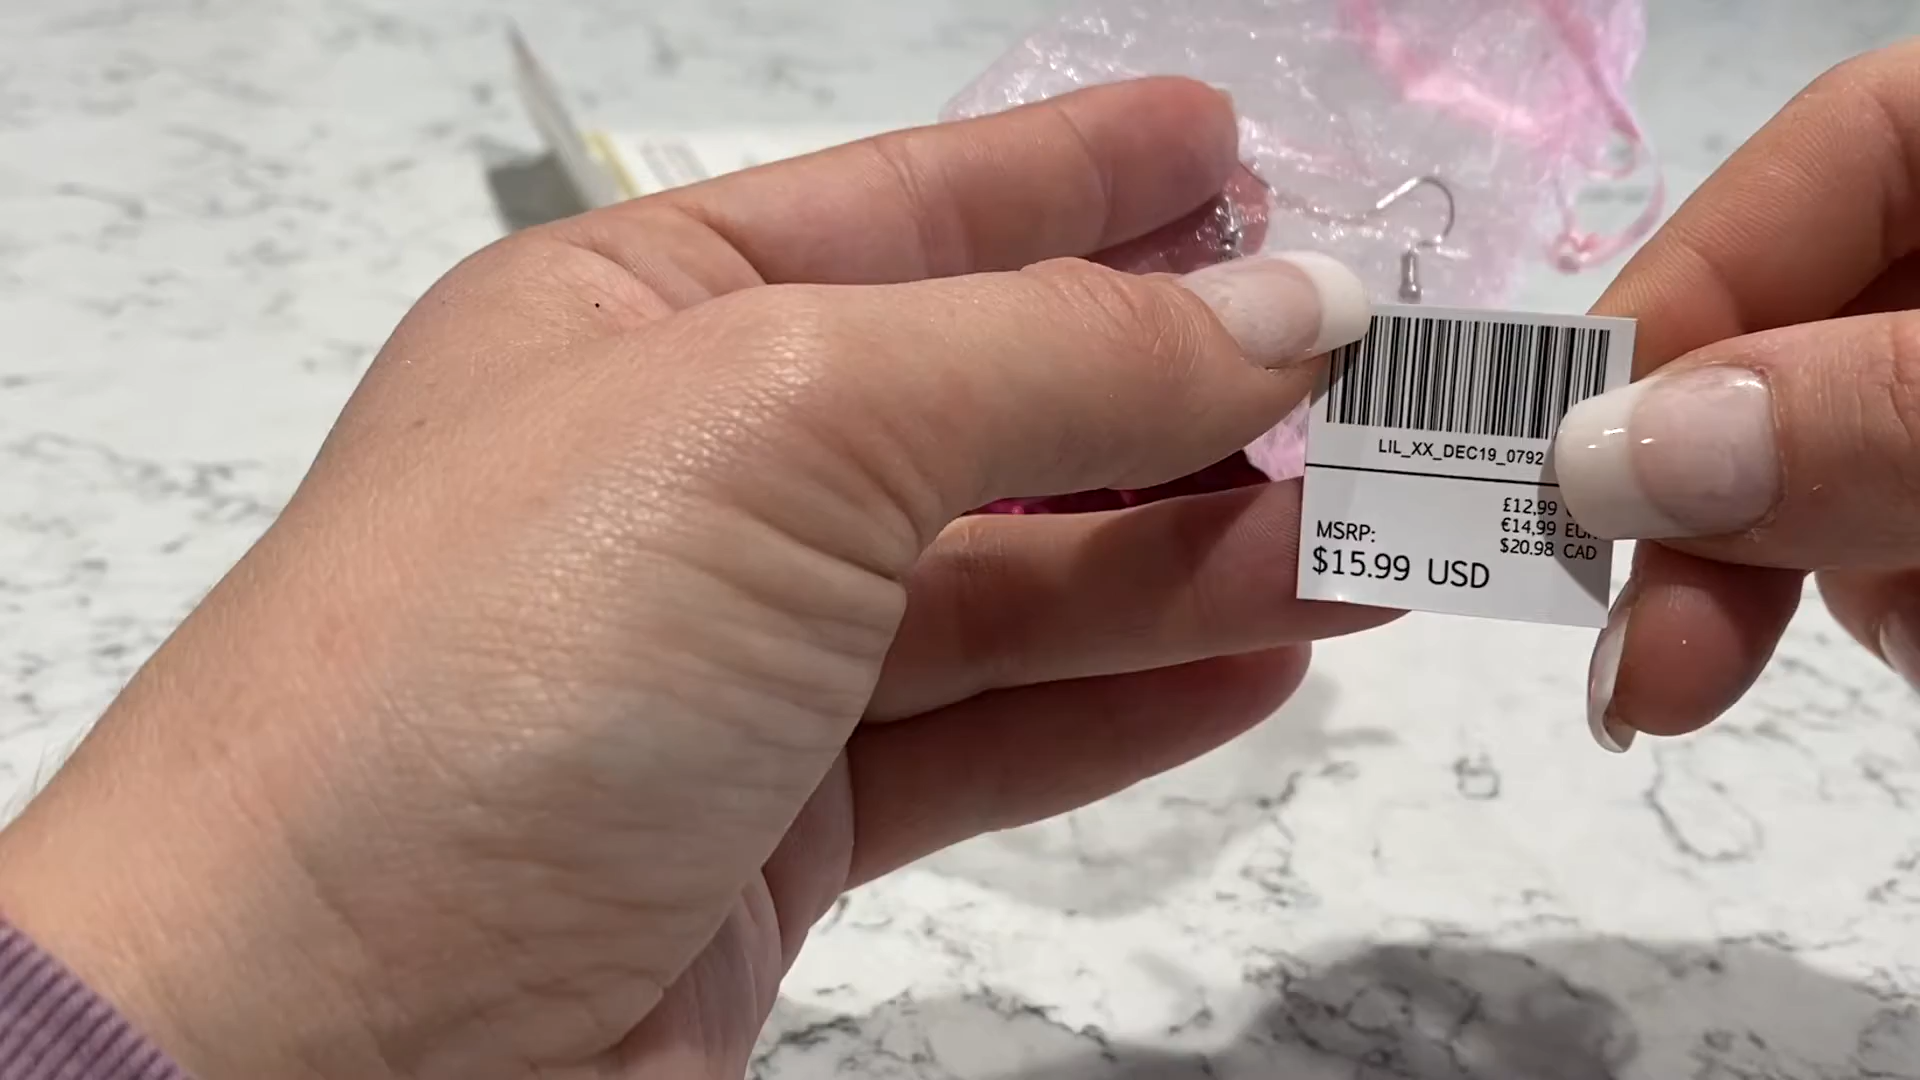 LIL_XX_DEC19_0792
£12,99
€14,99
$20.98 CAD
MSRP:
$15.99 USD